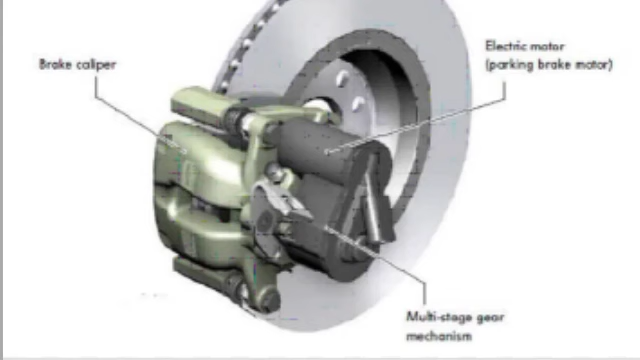 Electric motor
(parking brake motor)
Brake caliper
Multi-stage gear
mechanism